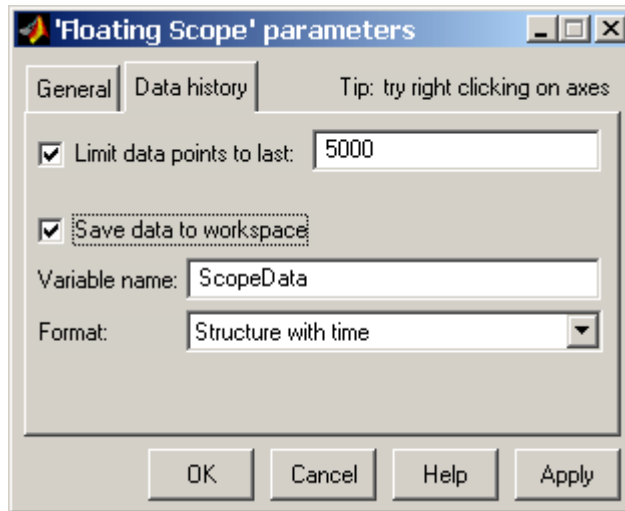 'Floating Scope' parameters
General Data history Tip: try right clicking on axes
Limit data points to last: 5000
Save data to workspace
Variable name: ScopeData
Format: Structure with time
OK Cancel Help Apply